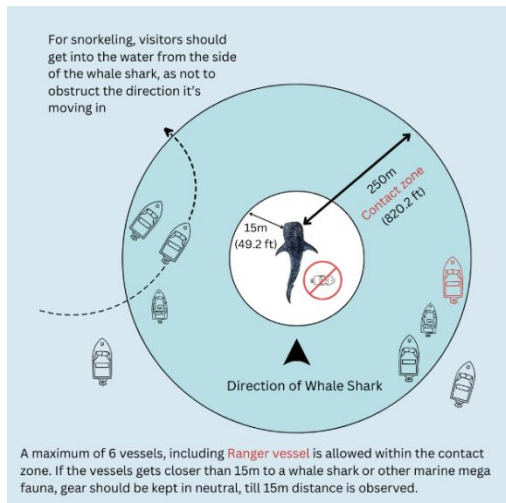 For snorkeling, visitors should
get into the water from the side
of the whale shark, as not to
obstruct the direction it's
moving in
250m
Contact zone
(820.2 ft)
15m
(49.2 ft)
Direction of Whale Shark
A maximum of 6 vessels, including Ranger vessel is allowed within the contact
zone. If the vessels gets closer than 15m to a whale shark or other marine mega
fauna, gear should be kept in neutral, till 15m distance is observed.